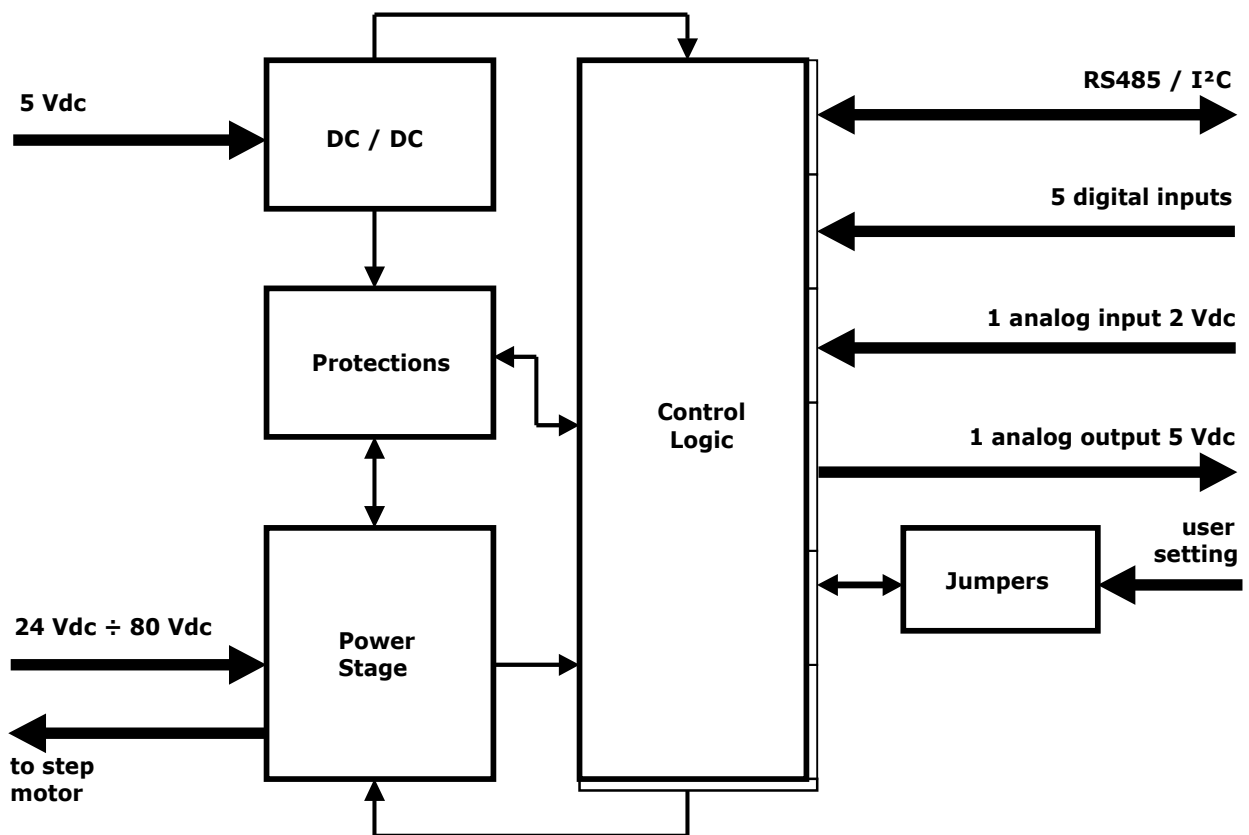 5 Vdc
DC / DC
RS485 / I²C
5 digital inputs
1 analog input 2 Vdc
Protections
Control
Logic
1 analog output 5 Vdc
user
setting
Jumpers
24 Vdc ÷ 80 Vdc
Power
Stage
to step
motor